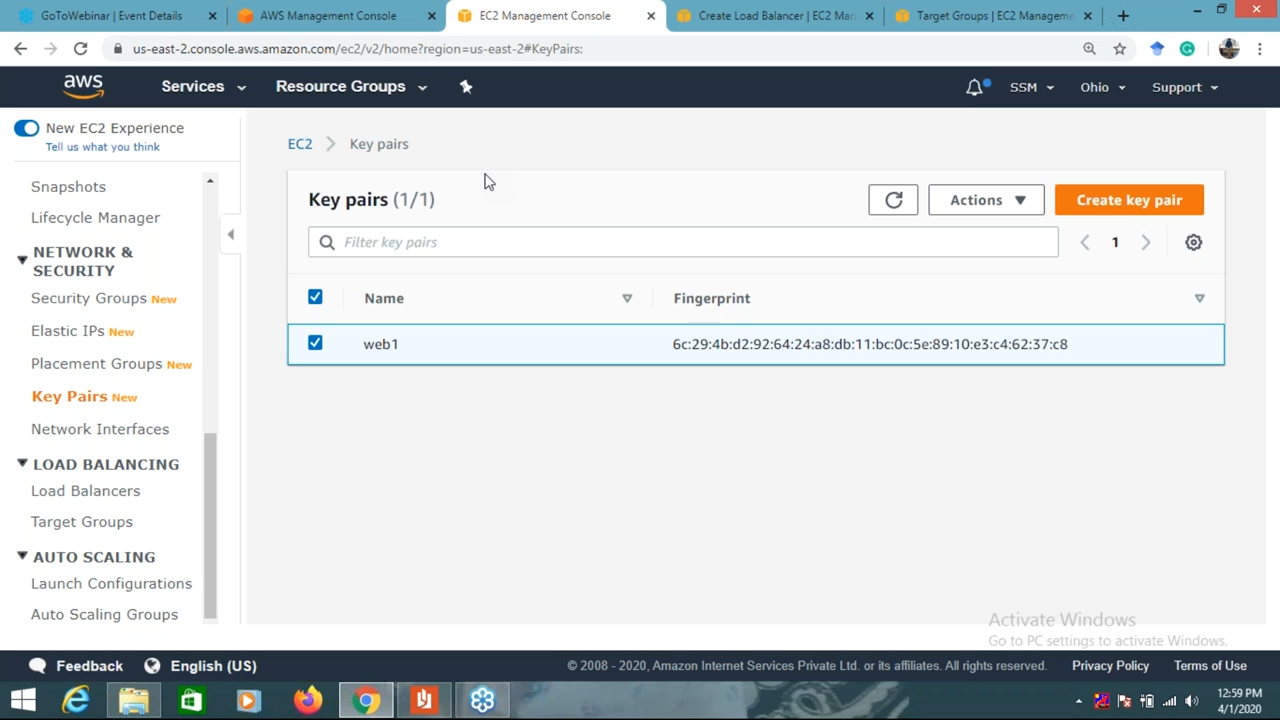 GoToWebinar | Event Details
AWS Management Console
EC2 Management Console
Create Load Balancer | EC2 Man
Target Groups | EC2 Manageme
us-east-2.console.aws.amazon.com/ec2/v2/home?region=us-east-2#KeyPairs:
aws
Services
Resource Groups
SSM
Ohio
Support
New EC2 Experience
Tell us what you think
Snapshots
Lifecycle Manager
NETWORK &
SECURITY
Security Groups New
Elastic IPs New
Placement Groups New
Key Pairs New
Network Interfaces
LOAD BALANCING
Load Balancers
Target Groups
AUTO SCALING
Launch Configurations
Auto Scaling Groups
EC2 > Key pairs
Key pairs (1/1)
Actions
Create key pair
Filter key pairs
1
Name
Fingerprint
web1
6c:29:4b:d2:92:64:24:a8:db:11:bc:0c:5e:89:10:e3:c4:62:37:c8
Activate Windows
Go to PC settings to activate Windows.
Feedback
English (US)
© 2008 - 2020, Amazon Internet Services Private Ltd. or its affiliates. All rights reserved.
Privacy Policy
Terms of Use
12:59 PM
4/1/2020